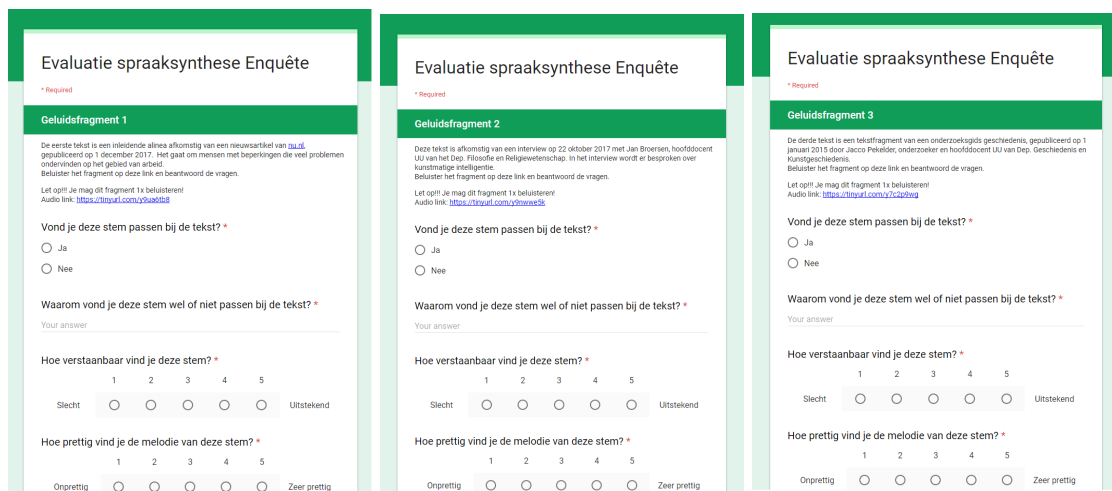 Evaluatie spraaksynthese Enquête
* Required
Geluidsfragment 1
De eerste tekst is een inleidende alinea afkomstig van een nieuwsartikel van nu.nl,
gepubliceerd op 1 december 2017. Het gaat om mensen met beperkingen die veel problemen
ondervinden op het gebied van arbeid.
Beluister het fragment op deze link en beantwoord de vragen.
Let op!!! Je mag dit fragment 1x beluisteren!
Audio link: https://tinyurl.com/y9ua6tb8
Vond je deze stem passen bij de tekst? *
Ja
Nee
Waarom vond je deze stem wel of niet passen bij de tekst? *
Your answer
Hoe verstaanbaar vind je deze stem? *
1 2 3 4 5
Slecht Uitstekend
Hoe prettig vind je de melodie van deze stem? *
1 2 3 4 5
Onprettig Zeer prettig
Evaluatie spraaksynthese Enquête
* Required
Geluidsfragment 2
Deze tekst is afkomstig van een interview op 22 oktober 2017 met Jan Broersen, hoofddocent
UU van het Dep. Filosofie en Religiewetenschap. In het interview wordt er besproken over
kunstmatige intelligentie.
Beluister het fragment op deze link en beantwoord de vragen.
Let op!!! Je mag dit fragment 1x beluisteren!
Audio link: https://tinyurl.com/y9nwwe5k
Vond je deze stem passen bij de tekst? *
Ja
Nee
Waarom vond je deze stem wel of niet passen bij de tekst? *
Your answer
Hoe verstaanbaar vind je deze stem? *
1 2 3 4 5
Slecht Uitstekend
Hoe prettig vind je de melodie van deze stem? *
1 2 3 4 5
Onprettig Zeer prettig
Evaluatie spraaksynthese Enquête
* Required
Geluidsfragment 3
De derde tekst is een tekstfragment van een onderzoeksgids geschiedenis, gepubliceerd op 1
januari 2015 door Jacco Pekelder, onderzoeker en hoofddocent UU van Dep. Geschiedenis en
Kunstgeschiedenis.
Beluister het fragment op deze link en beantwoord de vragen.
Let op!!! Je mag dit fragment 1x beluisteren!
Audio link: https://tinyurl.com/y7c2p9wg
Vond je deze stem passen bij de tekst? *
Ja
Nee
Waarom vond je deze stem wel of niet passen bij de tekst? *
Your answer
Hoe verstaanbaar vind je deze stem? *
1 2 3 4 5
Slecht Uitstekend
Hoe prettig vind je de melodie van deze stem? *
1 2 3 4 5
Onprettig Zeer prettig